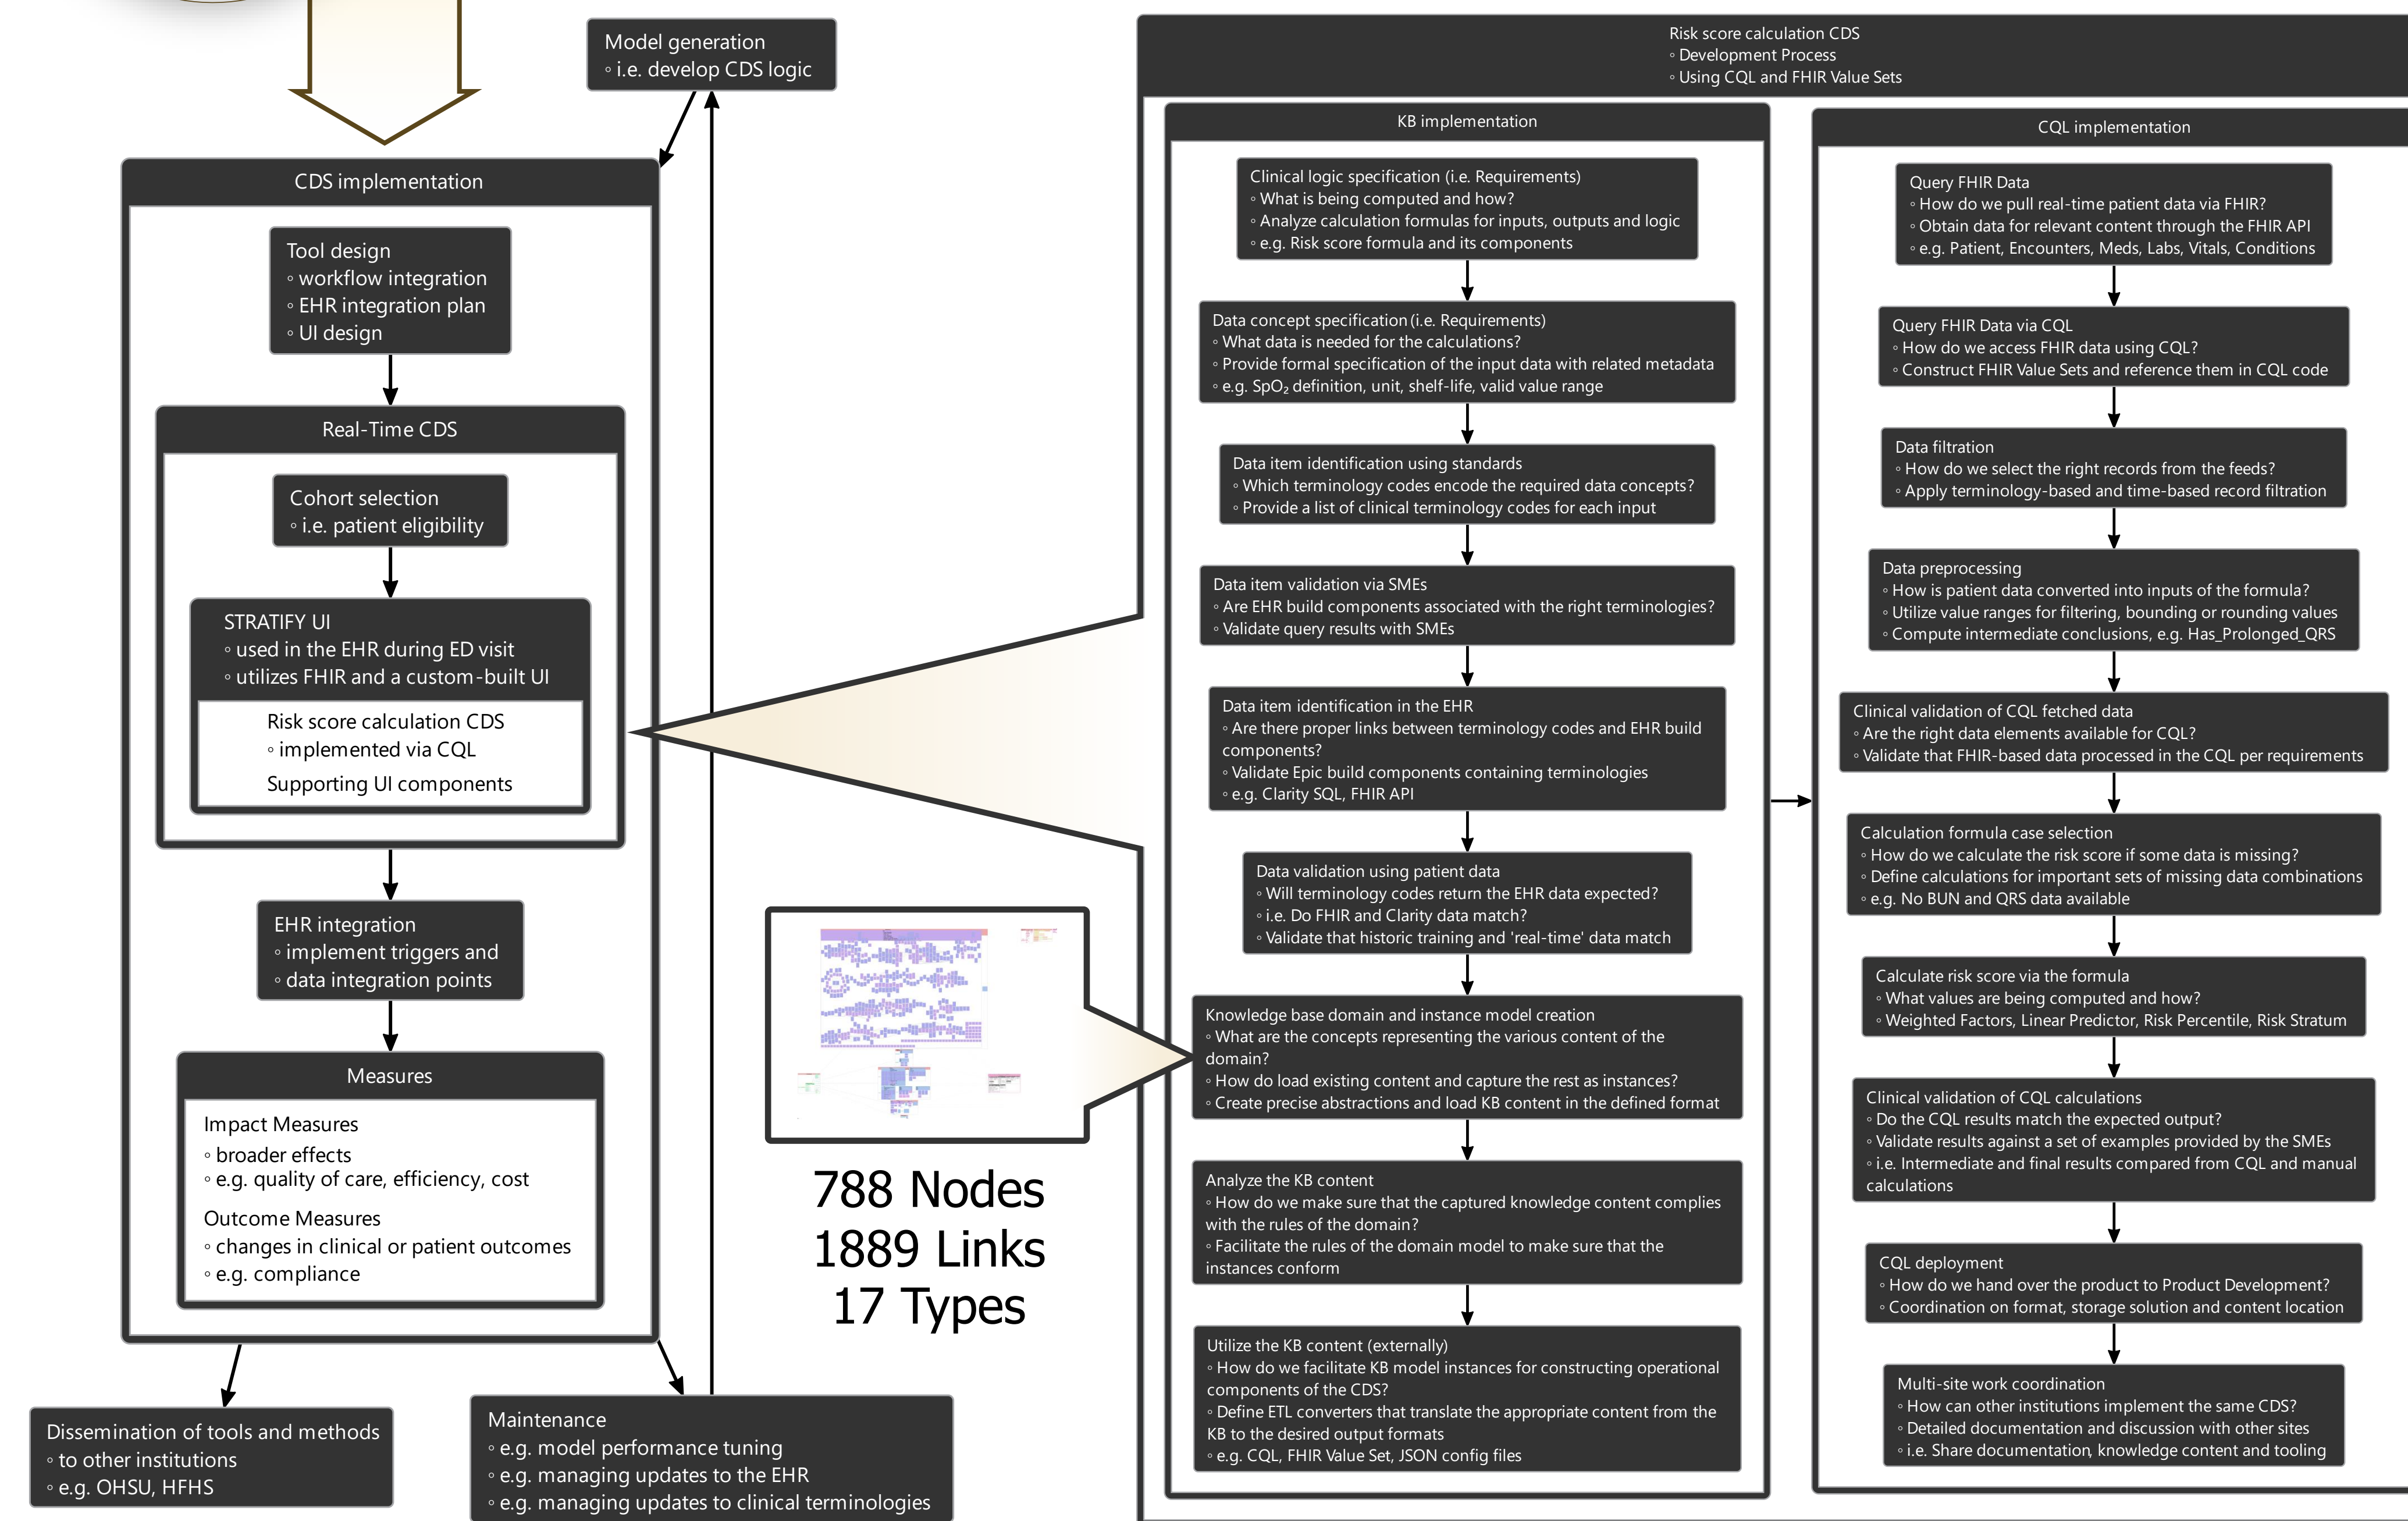 Model generation
◦ i.e. develop CDS logic
CDS implementation
Tool design
◦ workflow integration
◦ EHR integration plan
◦ UI design
Real-Time CDS
Cohort selection
◦ i.e. patient eligibility
STRATIFY UI
◦ used in the EHR during ED visit
◦ utilizes FHIR and a custom-built UI
Risk score calculation CDS
◦ implemented via CQL
Supporting UI components
EHR integration
◦ implement triggers and
◦ data integration points
Measures
Impact Measures
◦ broader effects
◦ e.g. quality of care, efficiency, cost
Outcome Measures
◦ changes in clinical or patient outcomes
◦ e.g. compliance
Dissemination of tools and methods
◦ to other institutions
◦ e.g. OHSU, HFHS
Maintenance
◦ e.g. model performance tuning
◦ e.g. managing updates to the EHR
◦ e.g. managing updates to clinical terminologies
788 Nodes
1889 Links
17 Types
Risk score calculation CDS
◦ Development Process
◦ Using CQL and FHIR Value Sets
KB implementation
Clinical logic specification (i.e. Requirements)
◦ What is being computed and how?
◦ Analyze calculation formulas for inputs, outputs and logic
◦ e.g. Risk score formula and its components
Data concept specification (i.e. Requirements)
◦ What data is needed for the calculations?
◦ Provide formal specification of the input data with related metadata
◦ e.g. SpO₂ definition, unit, shelf-life, valid value range
Data item identification using standards
◦ Which terminology codes encode the required data concepts?
◦ Provide a list of clinical terminology codes for each input
Data item validation via SMEs
◦ Are EHR build components associated with the right terminologies?
◦ Validate query results with SMEs
Data item identification in the EHR
◦ Are there proper links between terminology codes and EHR build
components?
◦ Validate Epic build components containing terminologies
◦ e.g. Clarity SQL, FHIR API
Data validation using patient data
◦ Will terminology codes return the EHR data expected?
◦ i.e. Do FHIR and Clarity data match?
◦ Validate that historic training and 'real-time' data match
Knowledge base domain and instance model creation
◦ What are the concepts representing the various content of the
domain?
◦ How do load existing content and capture the rest as instances?
◦ Create precise abstractions and load KB content in the defined format
Analyze the KB content
◦ How do we make sure that the captured knowledge content complies
with the rules of the domain?
◦ Facilitate the rules of the domain model to make sure that the
instances conform
Utilize the KB content (externally)
◦ How do we facilitate KB model instances for constructing operational
components of the CDS?
◦ Define ETL converters that translate the appropriate content from the
KB to the desired output formats
◦ e.g. CQL, FHIR Value Set, JSON config files
CQL implementation
Query FHIR Data
◦ How do we pull real-time patient data via FHIR?
◦ Obtain data for relevant content through the FHIR API
◦ e.g. Patient, Encounters, Meds, Labs, Vitals, Conditions
Query FHIR Data via CQL
◦ How do we access FHIR data using CQL?
◦ Construct FHIR Value Sets and reference them in CQL code
Data filtration
◦ How do we select the right records from the feeds?
◦ Apply terminology-based and time-based record filtration
Data preprocessing
◦ How is patient data converted into inputs of the formula?
◦ Utilize value ranges for filtering, bounding or rounding values
◦ Compute intermediate conclusions, e.g. Has_Prolonged_QRS
Clinical validation of CQL fetched data
◦ Are the right data elements available for CQL?
◦ Validate that FHIR-based data processed in the CQL per requirements
Calculation formula case selection
◦ How do we calculate the risk score if some data is missing?
◦ Define calculations for important sets of missing data combinations
◦ e.g. No BUN and QRS data available
Calculate risk score via the formula
◦ What values are being computed and how?
◦ Weighted Factors, Linear Predictor, Risk Percentile, Risk Stratum
Clinical validation of CQL calculations
◦ Do the CQL results match the expected output?
◦ Validate results against a set of examples provided by the SMEs
◦ i.e. Intermediate and final results compared from CQL and manual
calculations
CQL deployment
◦ How do we hand over the product to Product Development?
◦ Coordination on format, storage solution and content location
Multi-site work coordination
◦ How can other institutions implement the same CDS?
◦ Detailed documentation and discussion with other sites
◦ i.e. Share documentation, knowledge content and tooling